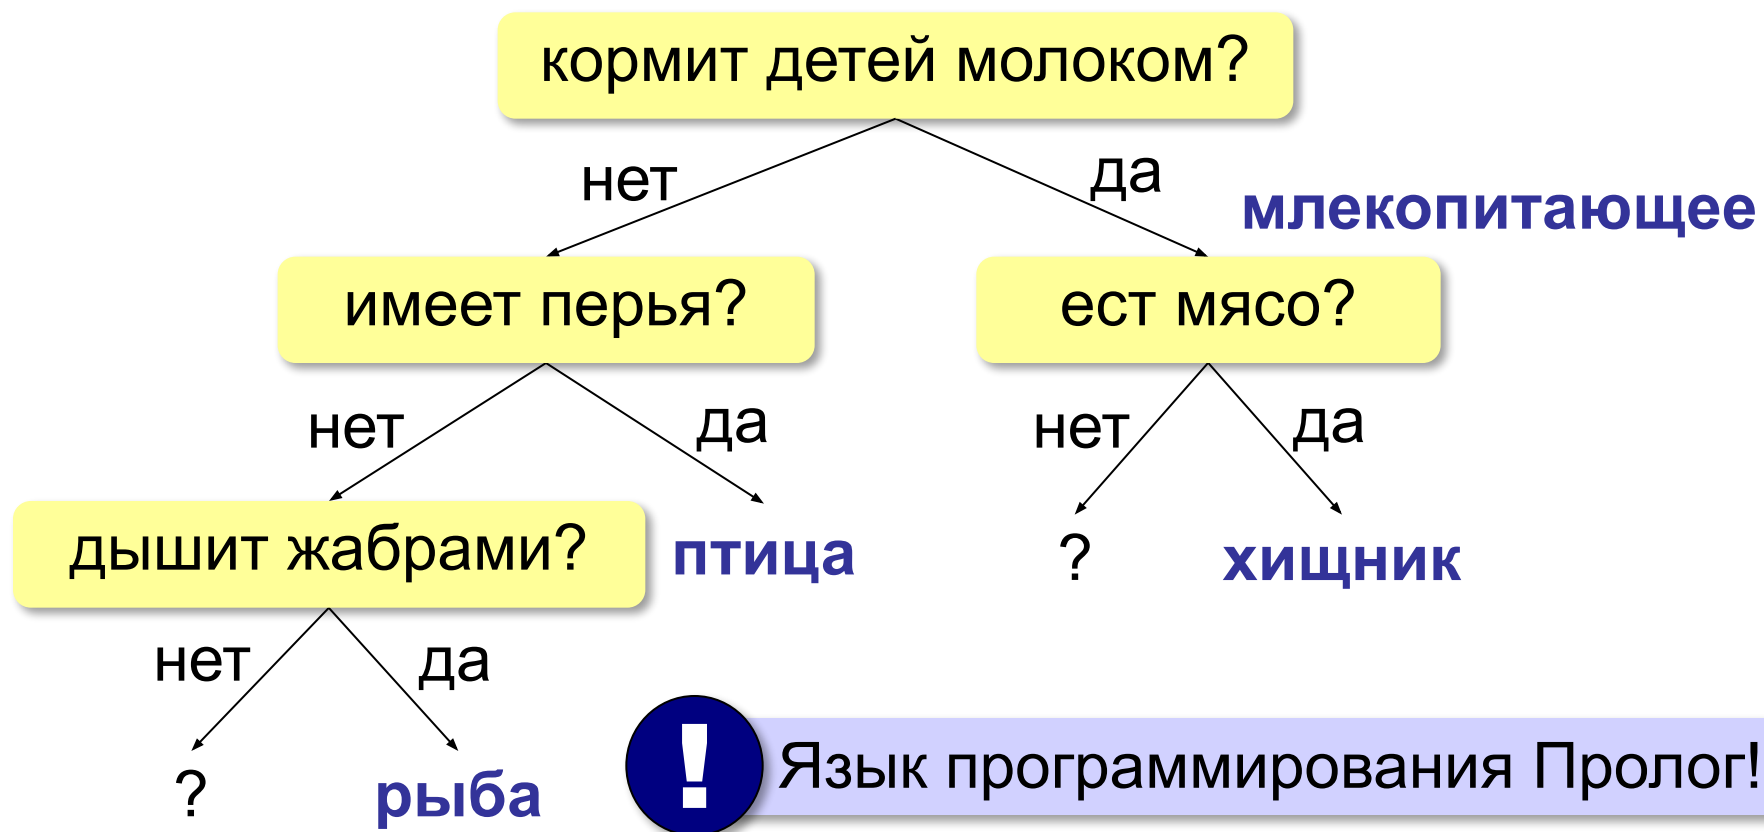 кормит детей молоком?
нет
да
млекопитающее
имеет перья?
ест мясо?
нет
да
нет
да
дышит жабрами?
птица
?
хищник
нет
да
?
рыба
! Язык программирования Пролог!